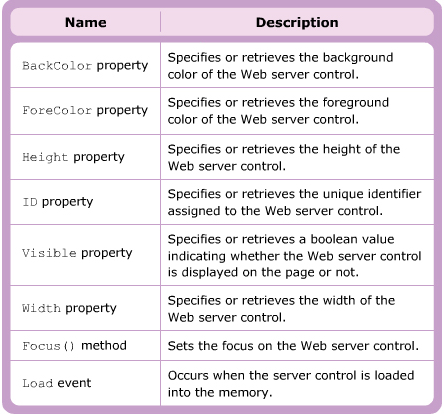 Name Description
BackColor property Specifies or retrieves the background
color of the Web server control.
ForeColor property Specifies or retrieves the foreground
color of the Web server control.
Height property Specifies or retrieves the height of the
Web server control.
ID property Specifies or retrieves the unique identifier
assigned to the Web server control.
Visible property Specifies or retrieves a boolean value
indicating whether the Web server control
is displayed on the page or not.
Width property Specifies or retrieves the width of the
Web server control.
Focus() method Sets the focus on the Web server control.
Load event Occurs when the server control is loaded
into the memory.